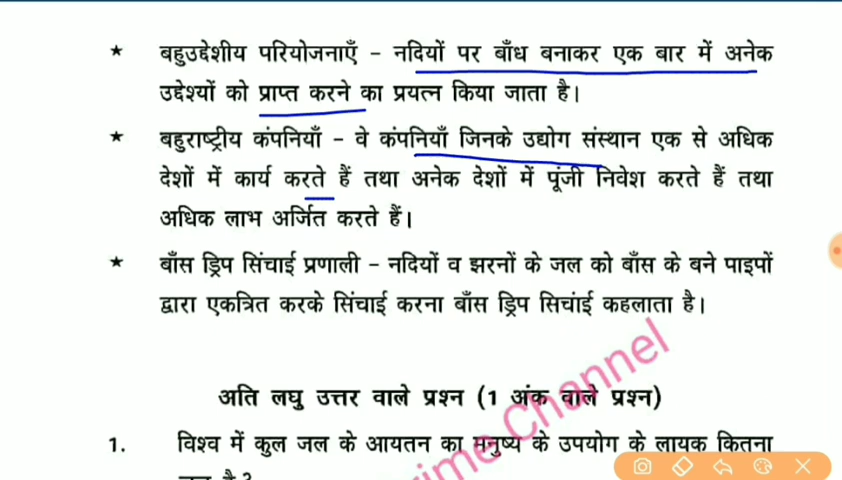 ★ बहुउद्देशीय परियोजनाएँ – नदियों पर बाँध बनाकर एक बार में अनेक
उद्देश्यों को प्राप्त करने का प्रयत्न किया जाता है।
★ बहुराष्ट्रीय कंपनियाँ – वे कंपनियाँ जिनके उद्योग संस्थान एक से अधिक
देशों में कार्य करते हैं तथा अनेक देशों में पूंजी निवेश करते हैं तथा
अधिक लाभ अर्जित करते हैं।
★ बाँस ड्रिप सिंचाई प्रणाली – नदियों व झरनों के जल को बाँस के बने पाइपों
द्वारा एकत्रित करके सिंचाई करना बाँस ड्रिप सिचांई कहलाता है।
अति लघु उत्तर वाले प्रश्न (1 अंक वाले प्रश्न)
1. विश्व में कुल जल के आयतन का मनुष्य के उपयोग के लायक कितना
है?
Channel